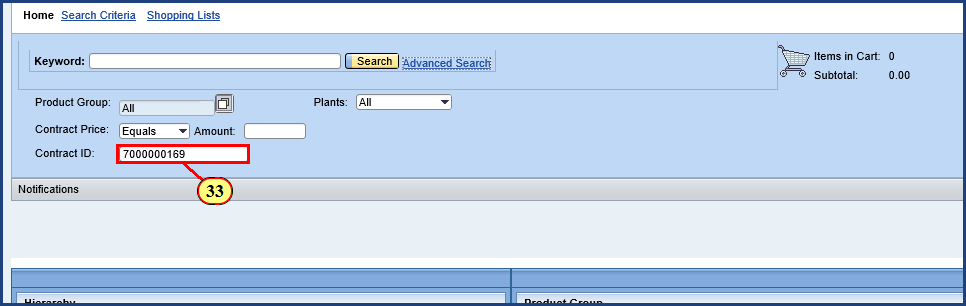 Home Search Criteria Shopping Lists
Keyword: Search Advanced Search
Items in Cart: 0
Subtotal: 0.00
Product Group: All Plants: All
Contract Price: Equals Amount:
Contract ID: 7000000169
33
Notifications
Hierarchy Product Group